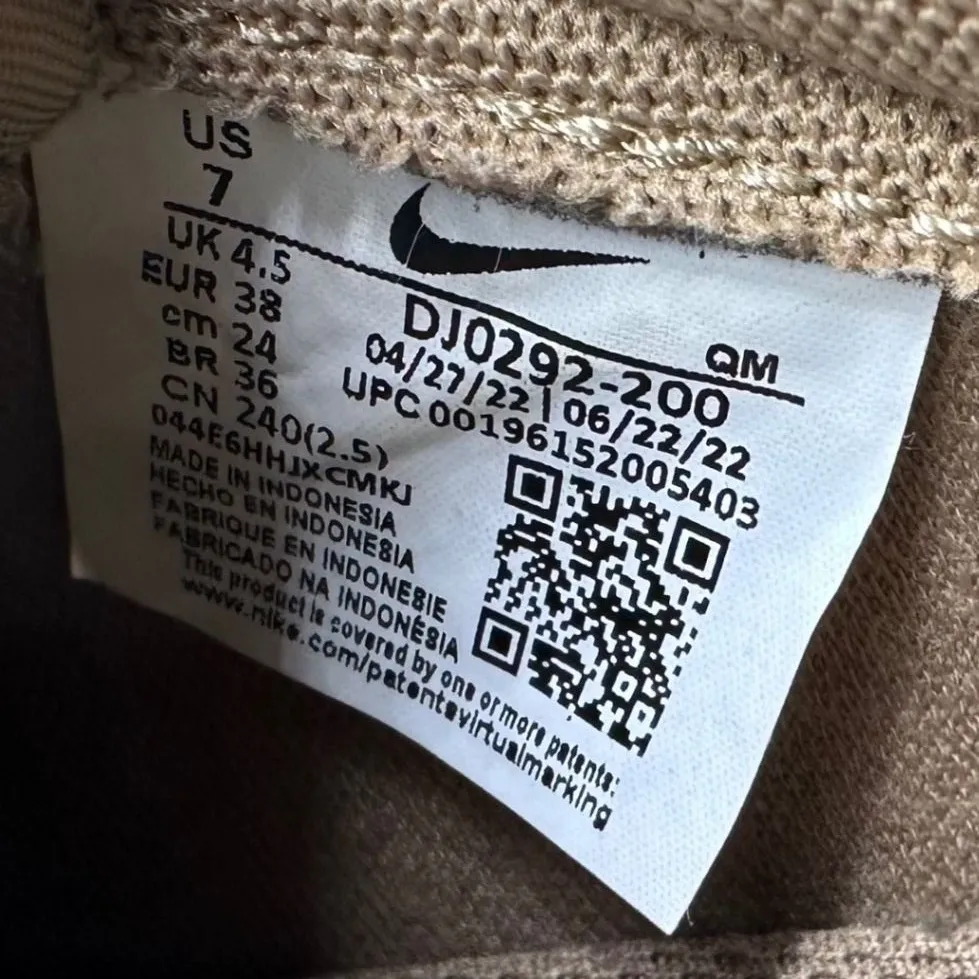 US
7
UK 4.5
EUR 38
cm 24
BR 36
CN 240(2.5)
044E6HHJXCMKJ
MADE IN INDONESIA
HECHO EN INDONESIA
FABRIQUE EN INDONESIE
FABRICADO NA INDONÉSIA
This product is covered by one or more patents:
www.nike.com/patentsvirtualmarking
QM
DJ0292-200
04/27/22 | 06/22/22
UPC 00196152005403